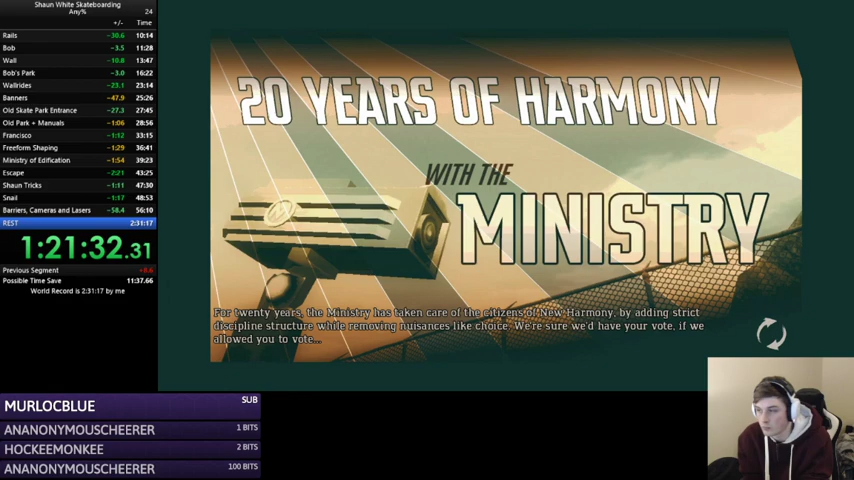 Shaun White Skateboarding
Any% 24
+/- Time
Rails -30.6 10:14
Bob -3.5 11:28
Wall -10.8 13:47
Bob's Park -3.0 16:22
Wallrides -23.1 23:14
Banners -47.9 25:26
Old Skate Park Entrance -27.3 27:45
Old Park + Manuals -1:06 28:56
Francisco -1:12 33:15
Freeform Shaping -1:29 36:41
Ministry of Edification -1:54 39:23
Escape -2:21 43:25
Shaun Tricks -1:11 47:30
Snail -1:17 48:53
Barriers, Cameras and Lasers -58.4 56:10
REST 2:31:17
1:21:32.31
Previous Segment +8.6
Possible Time Save 11:37.66
World Record is 2:31:17 by me
20 YEARS OF HARMONY
WITH THE
MINISTRY
For twenty years, the Ministry has taken care of the citizens of New Harmony, by adding strict
discipline structure while removing nuisances like choice. We're sure we'd have your vote, if we
allowed you to vote...
MURLOCBLUE SUB
ANANONYMOUSCHEERER 1 BITS
HOCKEEMONKEE 2 BITS
ANANONYMOUSCHEERER 100 BITS